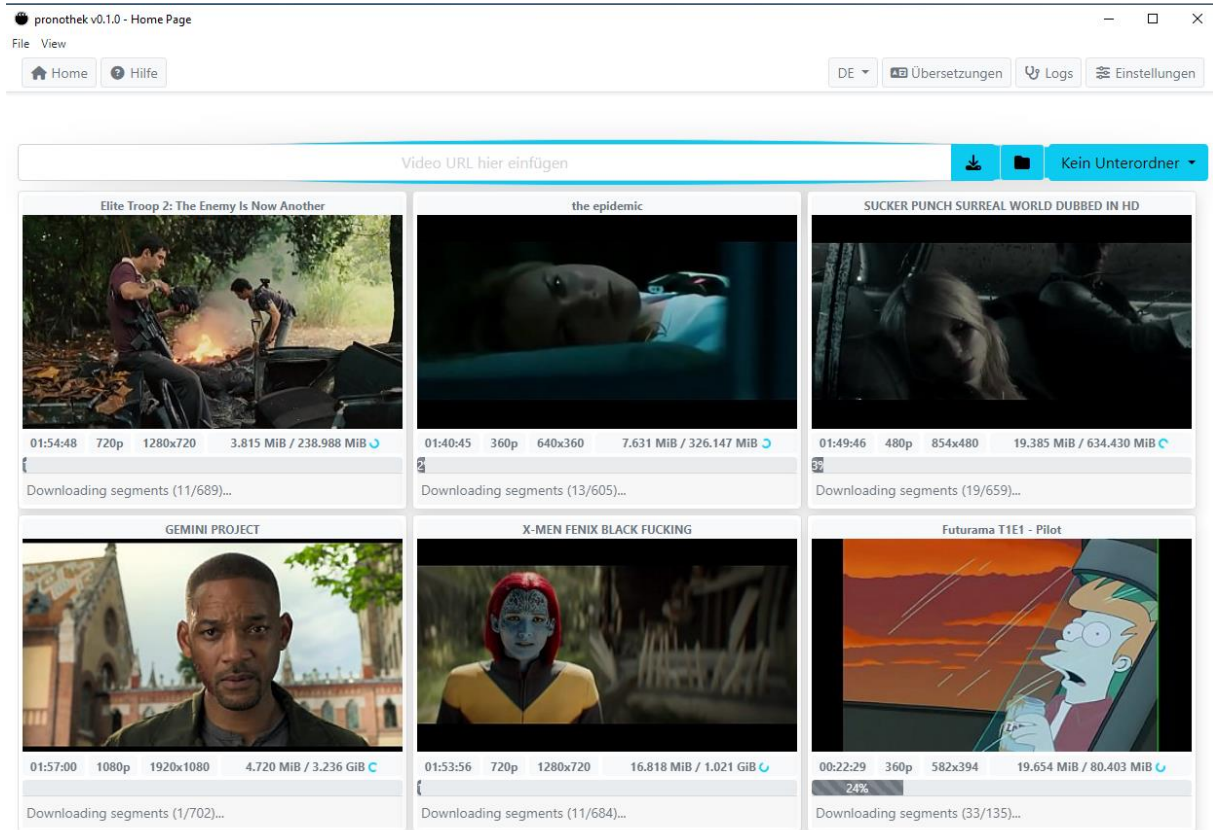 pronothek v0.1.0 - Home Page
File View
Home Hilfe DE Übersetzungen Logs Einstellungen
Video URL hier einfügen Kein Unterordner
Elite Troop 2: The Enemy Is Now Another
the epidemic
SUCKER PUNCH SURREAL WORLD DUBBED IN HD
01:54:48 720p 1280x720 3.815 MiB / 238.988 MiB
01:40:45 360p 640x360 7.631 MiB / 326.147 MiB
01:49:46 480p 854x480 19.385 MiB / 634.430 MiB
3%
Downloading segments (11/689)...
Downloading segments (13/605)...
Downloading segments (19/659)...
GEMINI PROJECT
X-MEN FENIX BLACK FUCKING
Futurama T1E1 - Pilot
01:57:00 1080p 1920x1080 4.720 MiB / 3.236 GiB
01:53:56 720p 1280x720 16.818 MiB / 1.021 GiB
00:22:29 360p 582x394 19.654 MiB / 80.403 MiB
24%
Downloading segments (1/702)...
Downloading segments (11/684)...
Downloading segments (33/135)...